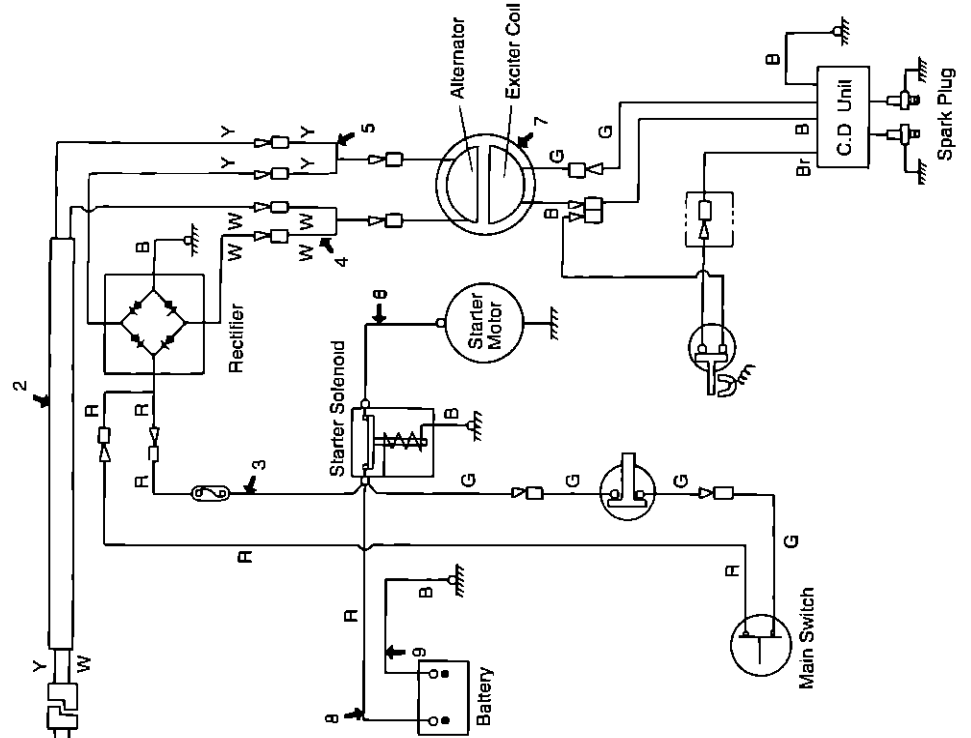 2
Y
W
R
R
R
B
Rectifier
Y
Y
Y
Y
W
W
W
W
4
5
Alternator
Exciter Coil
7
G
B
G
B
B
Br
C.D Unit
Spark Plug
3
Starter Solenoid
B
6
Starter
Motor
R
R
B
9
8
Battery
G
G
G
G
R
Main Switch